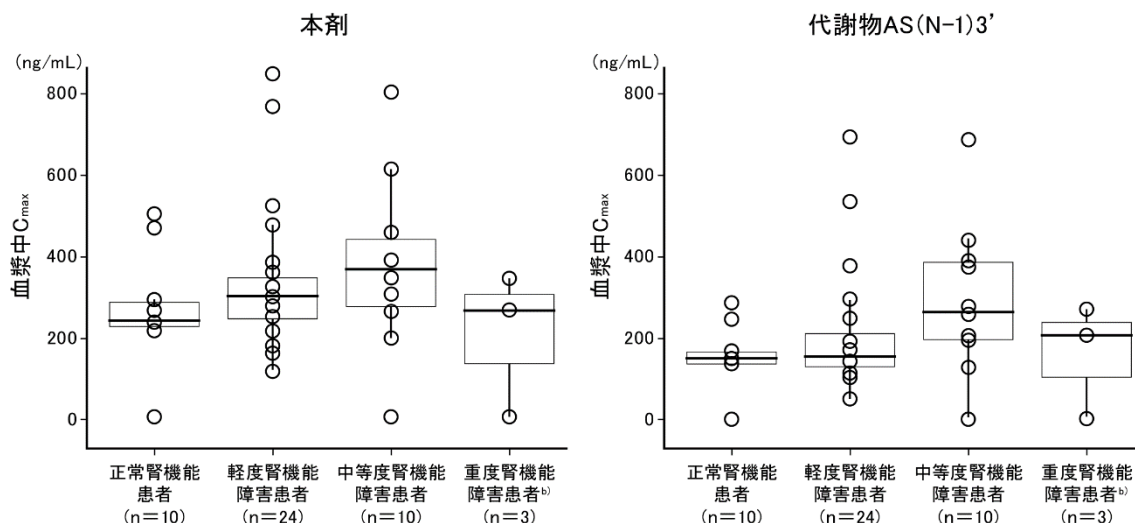 本剤
(ng/mL)
血漿中Cmax
800
600
400
200
0
正常腎機能
患者
(n=10)
軽度腎機能
障害患者
(n=24)
中等度腎機能
障害患者
(n=10)
重度腎機能
障害患者b)
(n=3)
代謝物AS(N-1)3’
(ng/mL)
血漿中Cmax
800
600
400
200
0
正常腎機能
患者
(n=10)
軽度腎機能
障害患者
(n=24)
中等度腎機能
障害患者
(n=10)
重度腎機能
障害患者b)
(n=3)